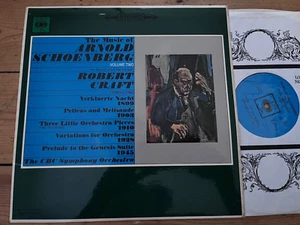 CBS
The Music of
ARNOLD
SCHOENBERG
VOLUME TWO
ROBERT
CRAFT
Verklaerte Nacht
1899
Pelleas and Melisande
1903
Three Little Orchestra Pieces
1910
Variations for Orchestra
1928
Prelude to the Genesis Suite
1945
The CBC Symphony Orchestra